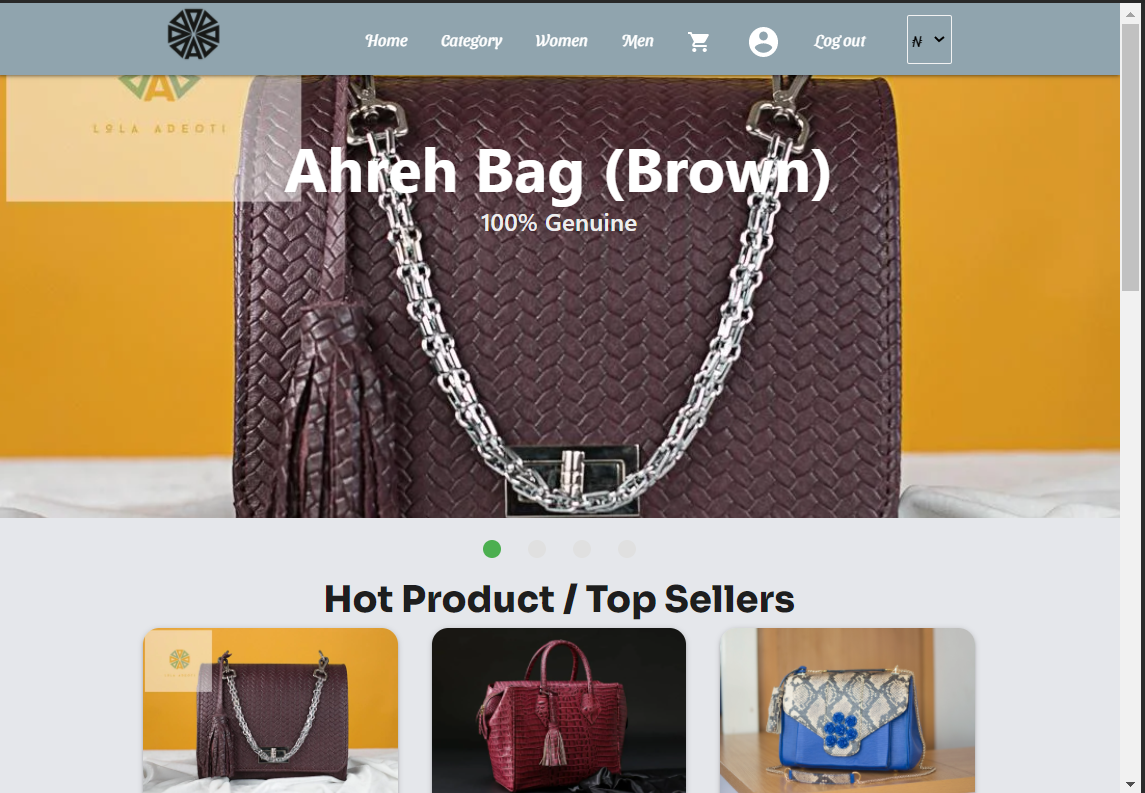 Home Category Women Men Log out ₦
LOLA ADEOTI
Ahreh Bag (Brown)
100% Genuine
Hot Product / Top Sellers